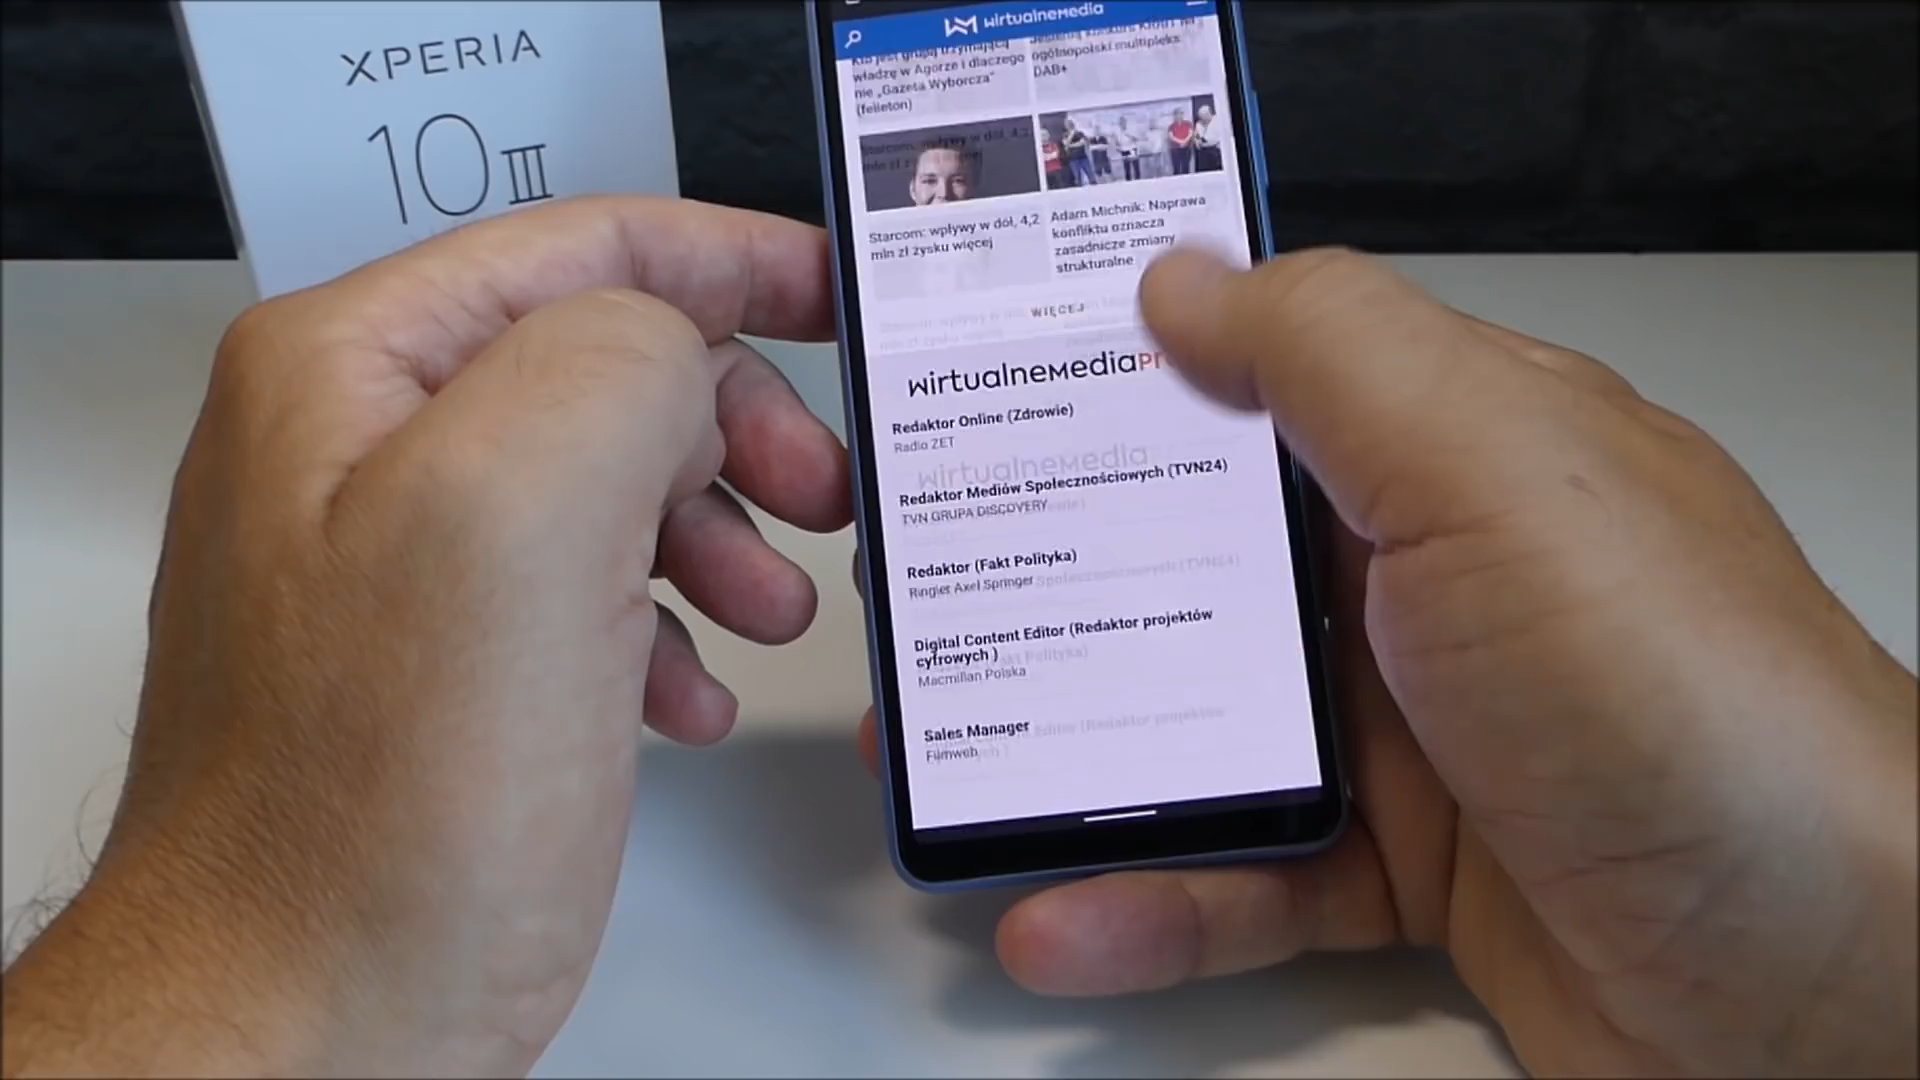 XPERIA
10 III
wirtualnemedia
Kto jest grupą trzymającą
władzę w Agorze i dlaczego
nie „Gazeta Wyborcza”
(felieton)
ogólnopolski multipleks
DAB+
Starcom: wpływy w dół, 4,2
mln zł zysku więcej
Adam Michnik: Naprawa
konfliktu oznacza
zasadnicze zmiany
strukturalne
WIĘCEJ
wirtualnemedia
Redaktor Online (Zdrowie)
Radio ZET
Redaktor Mediów Społecznościowych (TVN24)
TVN GRUPA DISCOVERY
Redaktor (Fakt Polityka)
Ringier Axel Springer
Digital Content Editor (Redaktor projektów
cyfrowych )
Macmillan Polska
Sales Manager
Filmweb